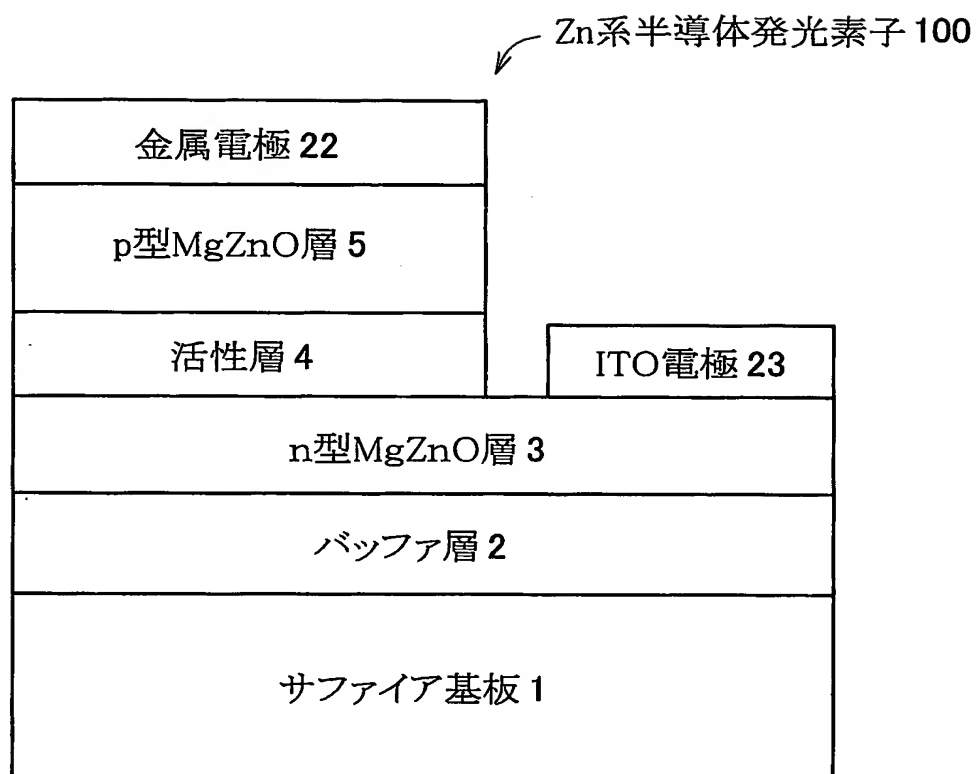 Zn系半導体発光素子 100
金属電極 22
p型MgZnO層 5
活性層 4
ITO電極 23
n型MgZnO層 3
バッファ層 2
サファイア基板 1